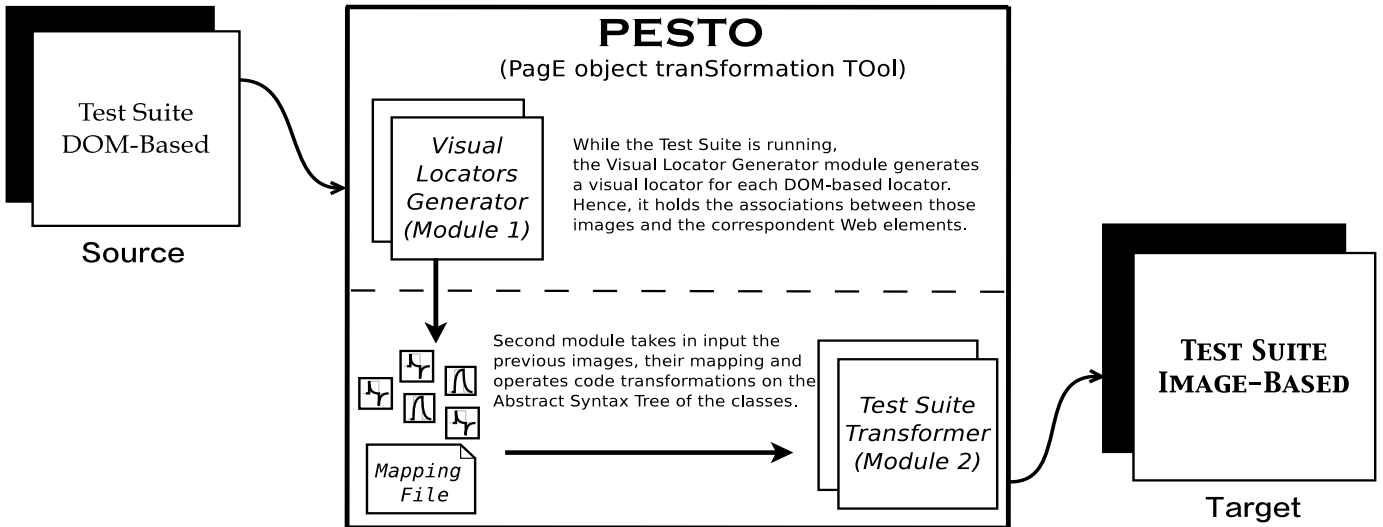 Test Suite
DOM-Based
Source
PESTO
(PagE object tranSformation TOol)
Visual
Locators
Generator
(Module 1)
While the Test Suite is running,
the Visual Locator Generator module generates
a visual locator for each DOM-based locator.
Hence, it holds the associations between those
images and the correspondent Web elements.
Second module takes in input the
previous images, their mapping and
operates code transformations on the
Abstract Syntax Tree of the classes.
Mapping
File
Test Suite
Transformer
(Module 2)
Test Suite
Image-Based
Target